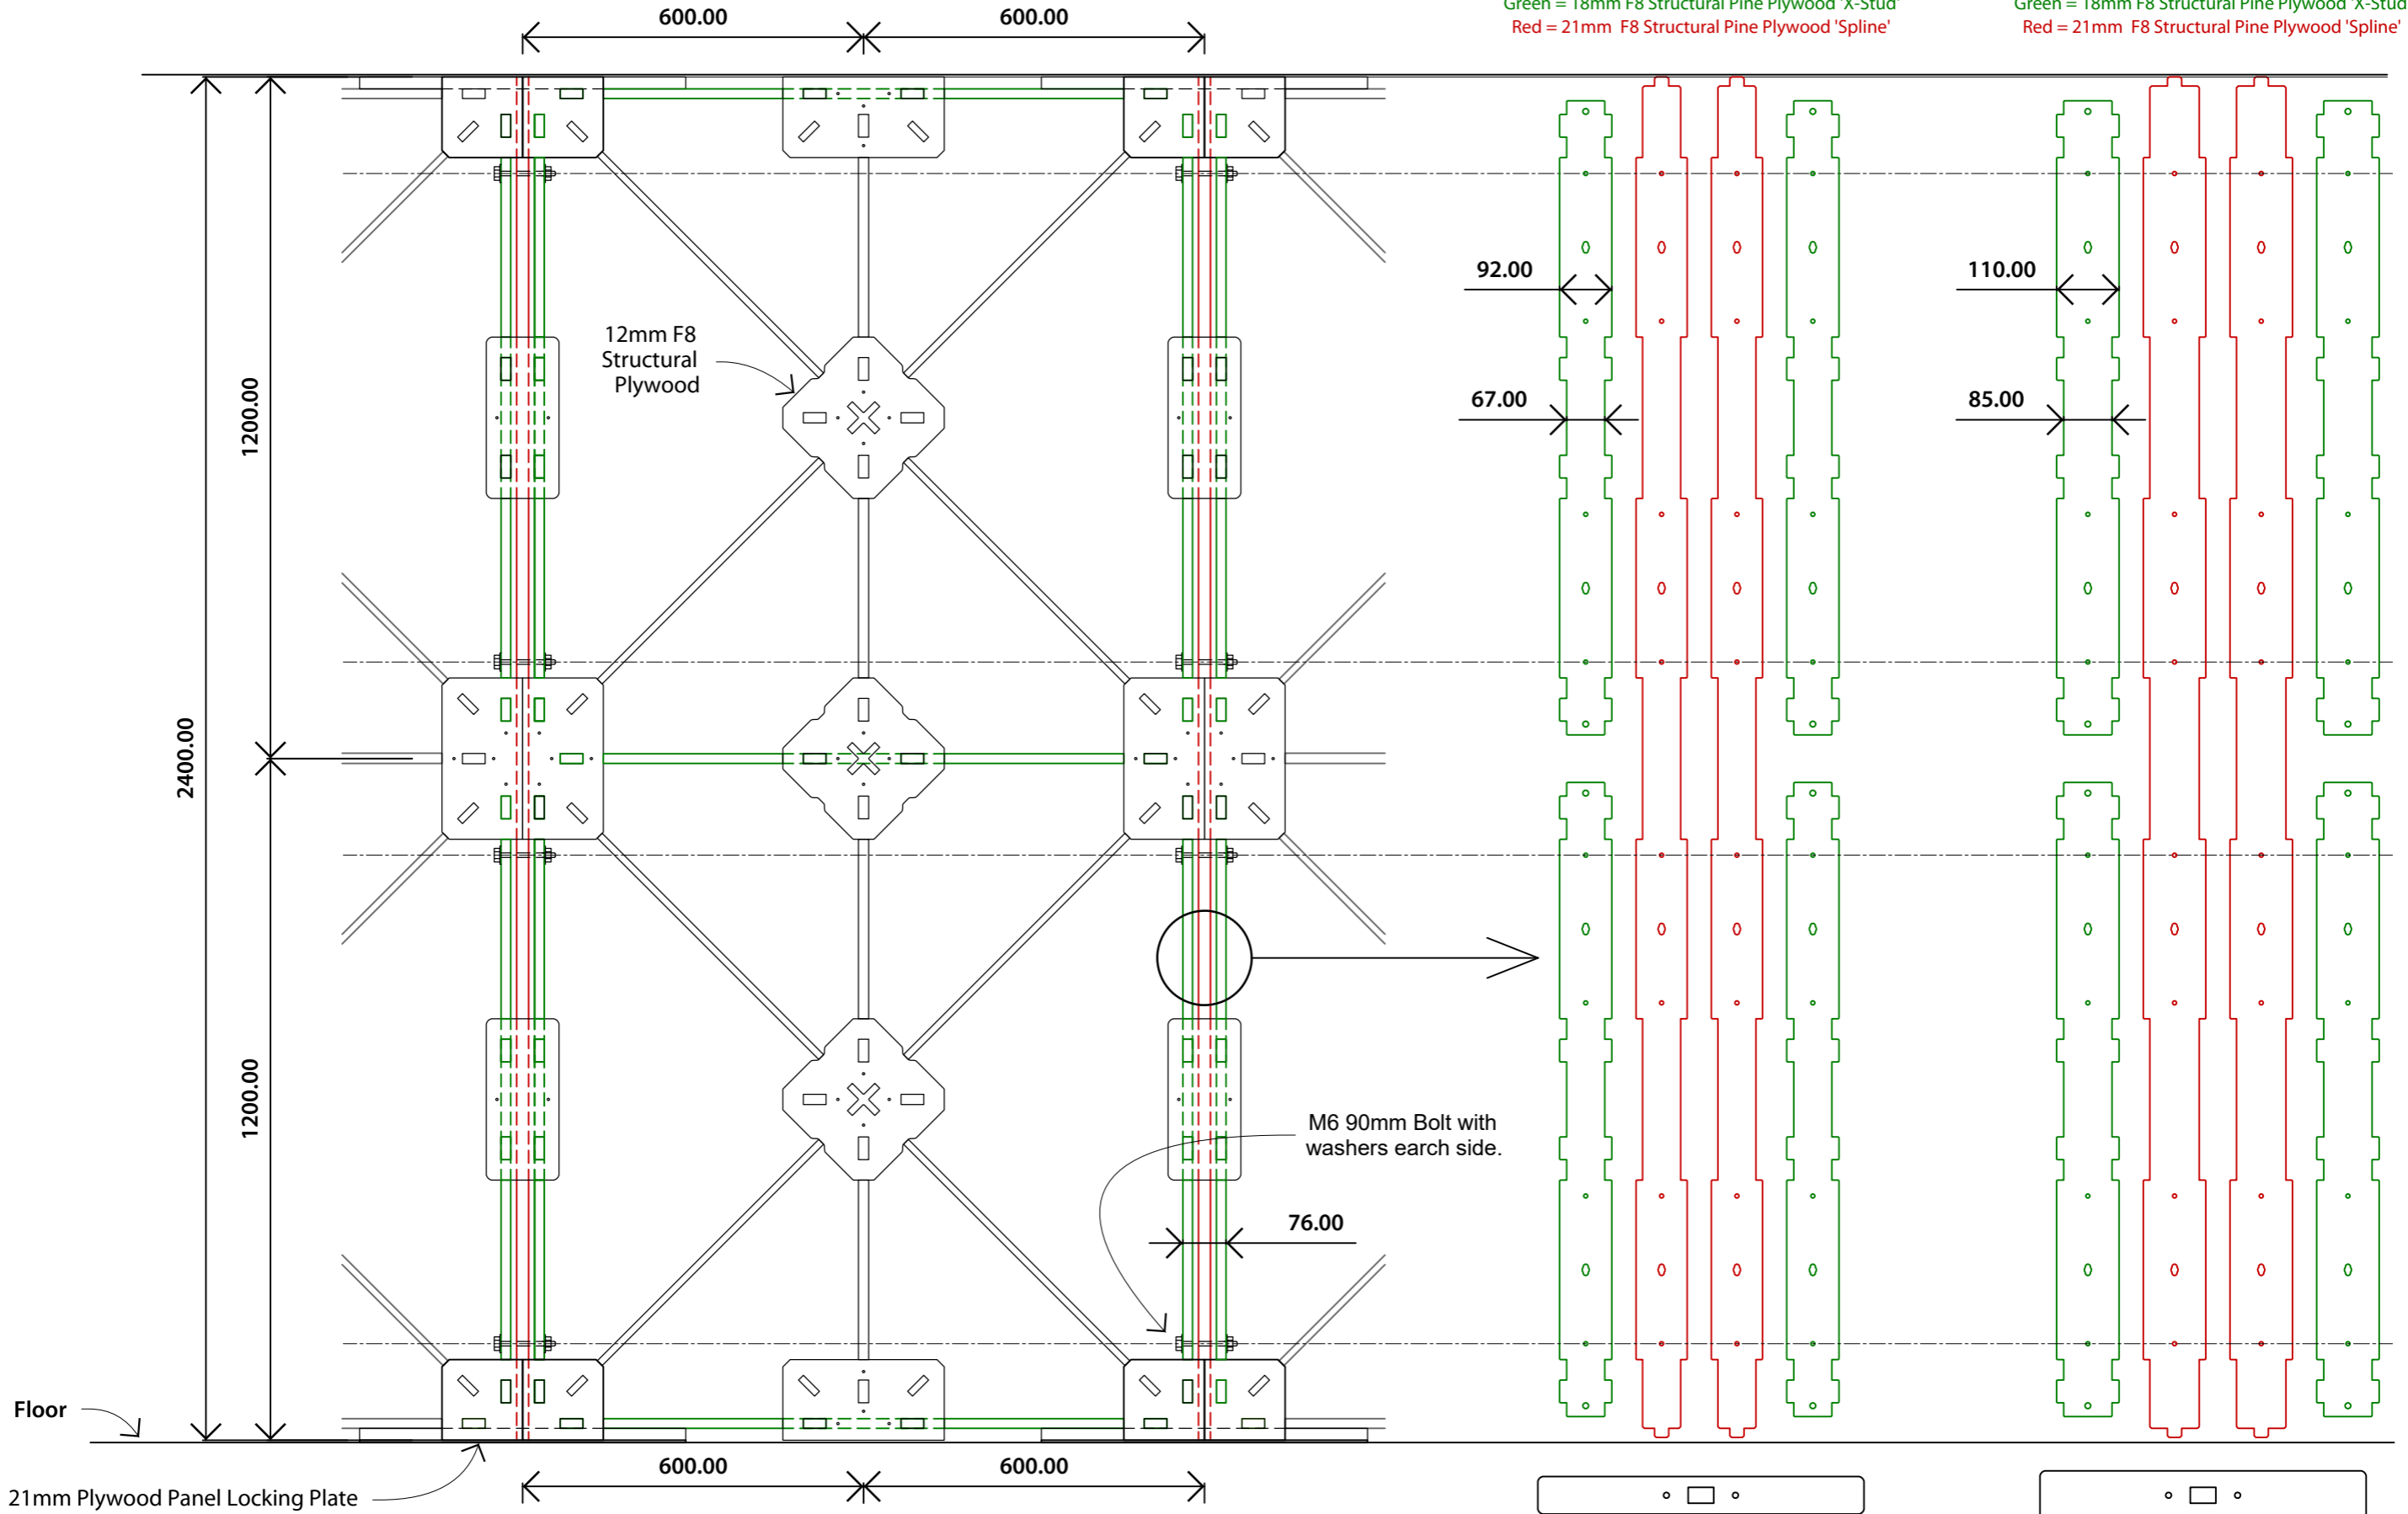 600.00
600.00
Green = 18mm F8 Structural Pine Plywood 'X-Stud'
Red = 21mm F8 Structural Pine Plywood 'Spline'
Green = 18mm F8 Structural Pine Plywood 'X-Stud
Red = 21mm F8 Structural Pine Plywood 'Spline'
92.00
110.00
12mm F8
Structural
Plywood
67.00
85.00
1200.00
2400.00
1200.00
M6 90mm Bolt with
washers earch side.
76.00
Floor
600.00
600.00
21mm Plywood Panel Locking Plate